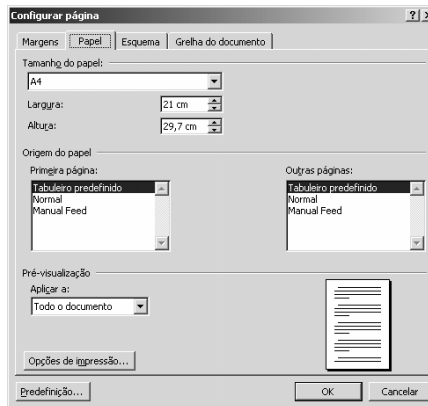 Configurar página
Margens Papel Esquema Grelha do documento
Tamanho do papel:
A4
Largura: 21 cm
Altura: 29,7 cm
Origem do papel
Primeira página: Outras páginas:
Tabuleiro predefinido Tabuleiro predefinido
Normal Normal
Manual Feed Manual Feed
Pré-visualização
Aplicar a:
Todo o documento
Opções de impressão...
Predefinição... OK Cancelar